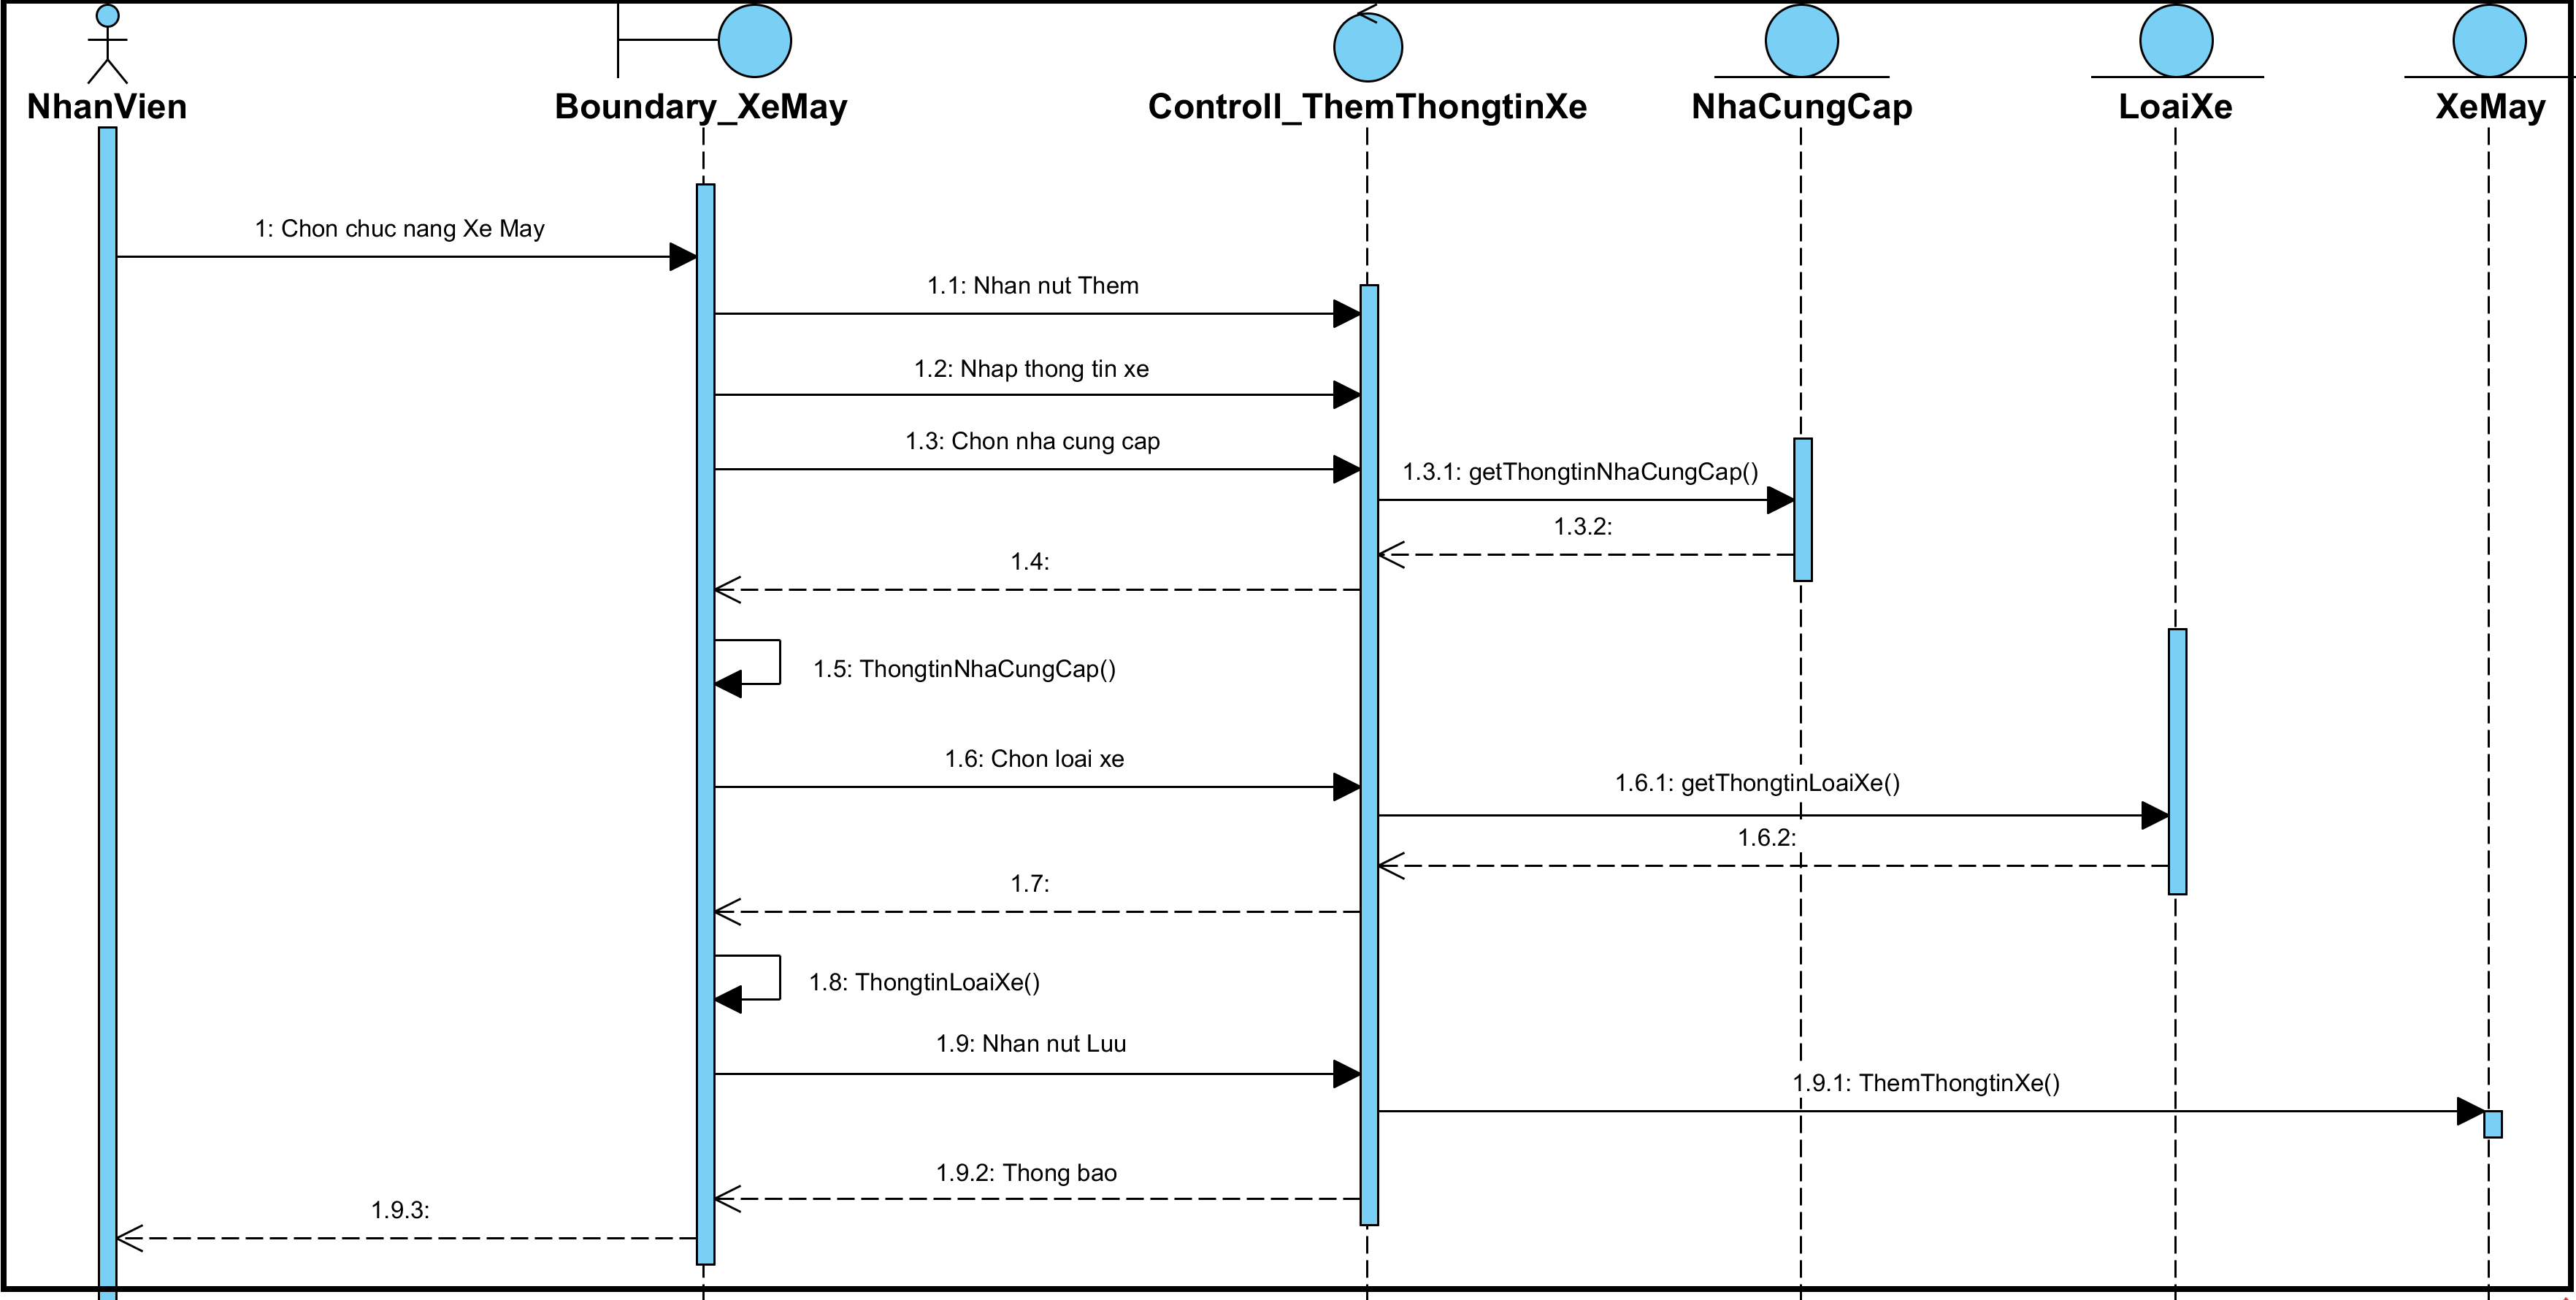 NhanVien
Boundary_XeMay
Controll_ThemThongtinXe
NhaCungCap
LoaiXe
XeMay
1: Chon chuc nang Xe May
1.1: Nhan nut Them
1.2: Nhap thong tin xe
1.3: Chon nha cung cap
1.3.1: getThongtinNhaCungCap()
1.3.2:
1.4:
1.5: ThongtinNhaCungCap()
1.6: Chon loai xe
1.6.1: getThongtinLoaiXe()
1.6.2:
1.7:
1.8: ThongtinLoaiXe()
1.9: Nhan nut Luu
1.9.1: ThemThongtinXe()
1.9.2: Thong bao
1.9.3: